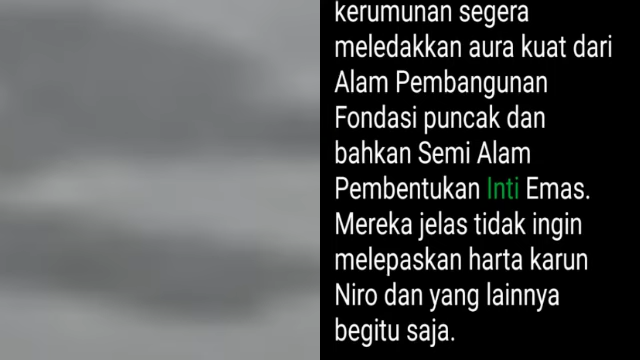 kerumunan segera
meledakkan aura kuat dari
Alam Pembangunan
Fondasi puncak dan
bahkan Semi Alam
Pembentukan Inti Emas.
Mereka jelas tidak ingin
melepaskan harta karun
Niro dan yang lainnya
begitu saja.